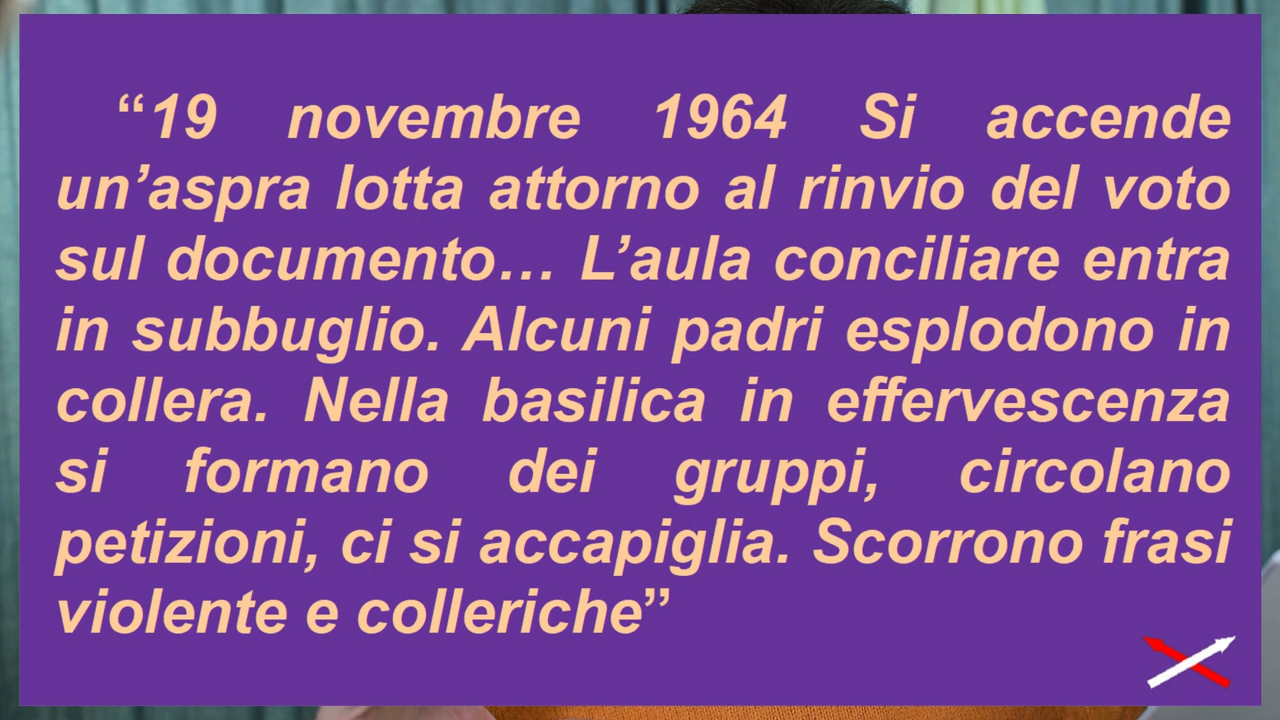 “19 novembre 1964 Si accende
un’aspra lotta attorno al rinvio del voto
sul documento… L’aula conciliare entra
in subbuglio. Alcuni padri esplodono in
collera. Nella basilica in effervescenza
si formano dei gruppi, circolano
petizioni, ci si accapiglia. Scorrono frasi
violente e colleriche”